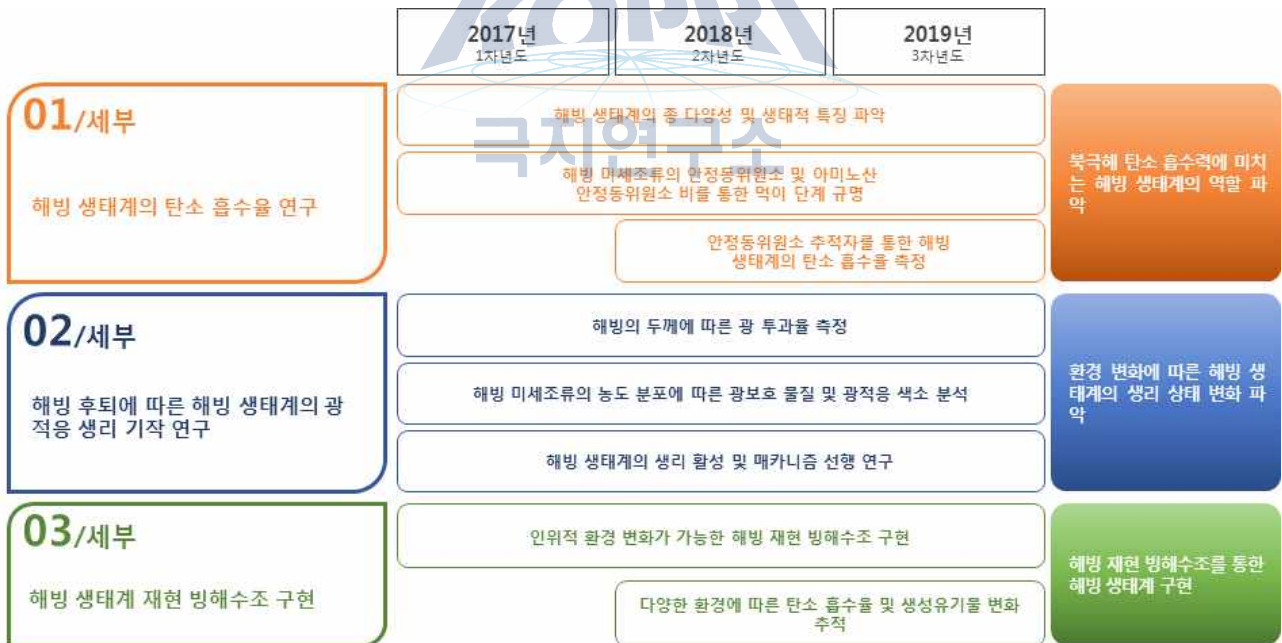 KOPRI
2017년
1차년도
2018년
2차년도
2019년
3차년도
극지연구소
01/세부
해빙 생태계의 탄소 흡수율 연구
해빙 생태계의 종 다양성 및 생태적 특징 파악
해빙 미세조류의 안정동위원소 및 아미노산
안정동위원소 비를 통한 먹이 단계 규명
안정동위원소 추적자를 통한 해빙
생태계의 탄소 흡수율 측정
북극해 탄소 흡수력에 미치
는 해빙 생태계의 역할 파
악
02/세부
해빙 후퇴에 따른 해빙 생태계의 광
적응 생리 기작 연구
해빙의 두께에 따른 광 투과율 측정
해빙 미세조류의 농도 분포에 따른 광보호 물질 및 광적응 색소 분석
해빙 생태계의 생리 활성 및 매카니즘 선행 연구
환경 변화에 따른 해빙 생
태계의 생리 상태 변화 파
악
03/세부
해빙 생태계 재현 빙해수조 구현
인위적 환경 변화가 가능한 해빙 재현 빙해수조 구현
다양한 환경에 따른 탄소 흡수율 및 생성유기물 변화
추적
해빙 재현 빙해수조를 통한
해빙 생태계 구현